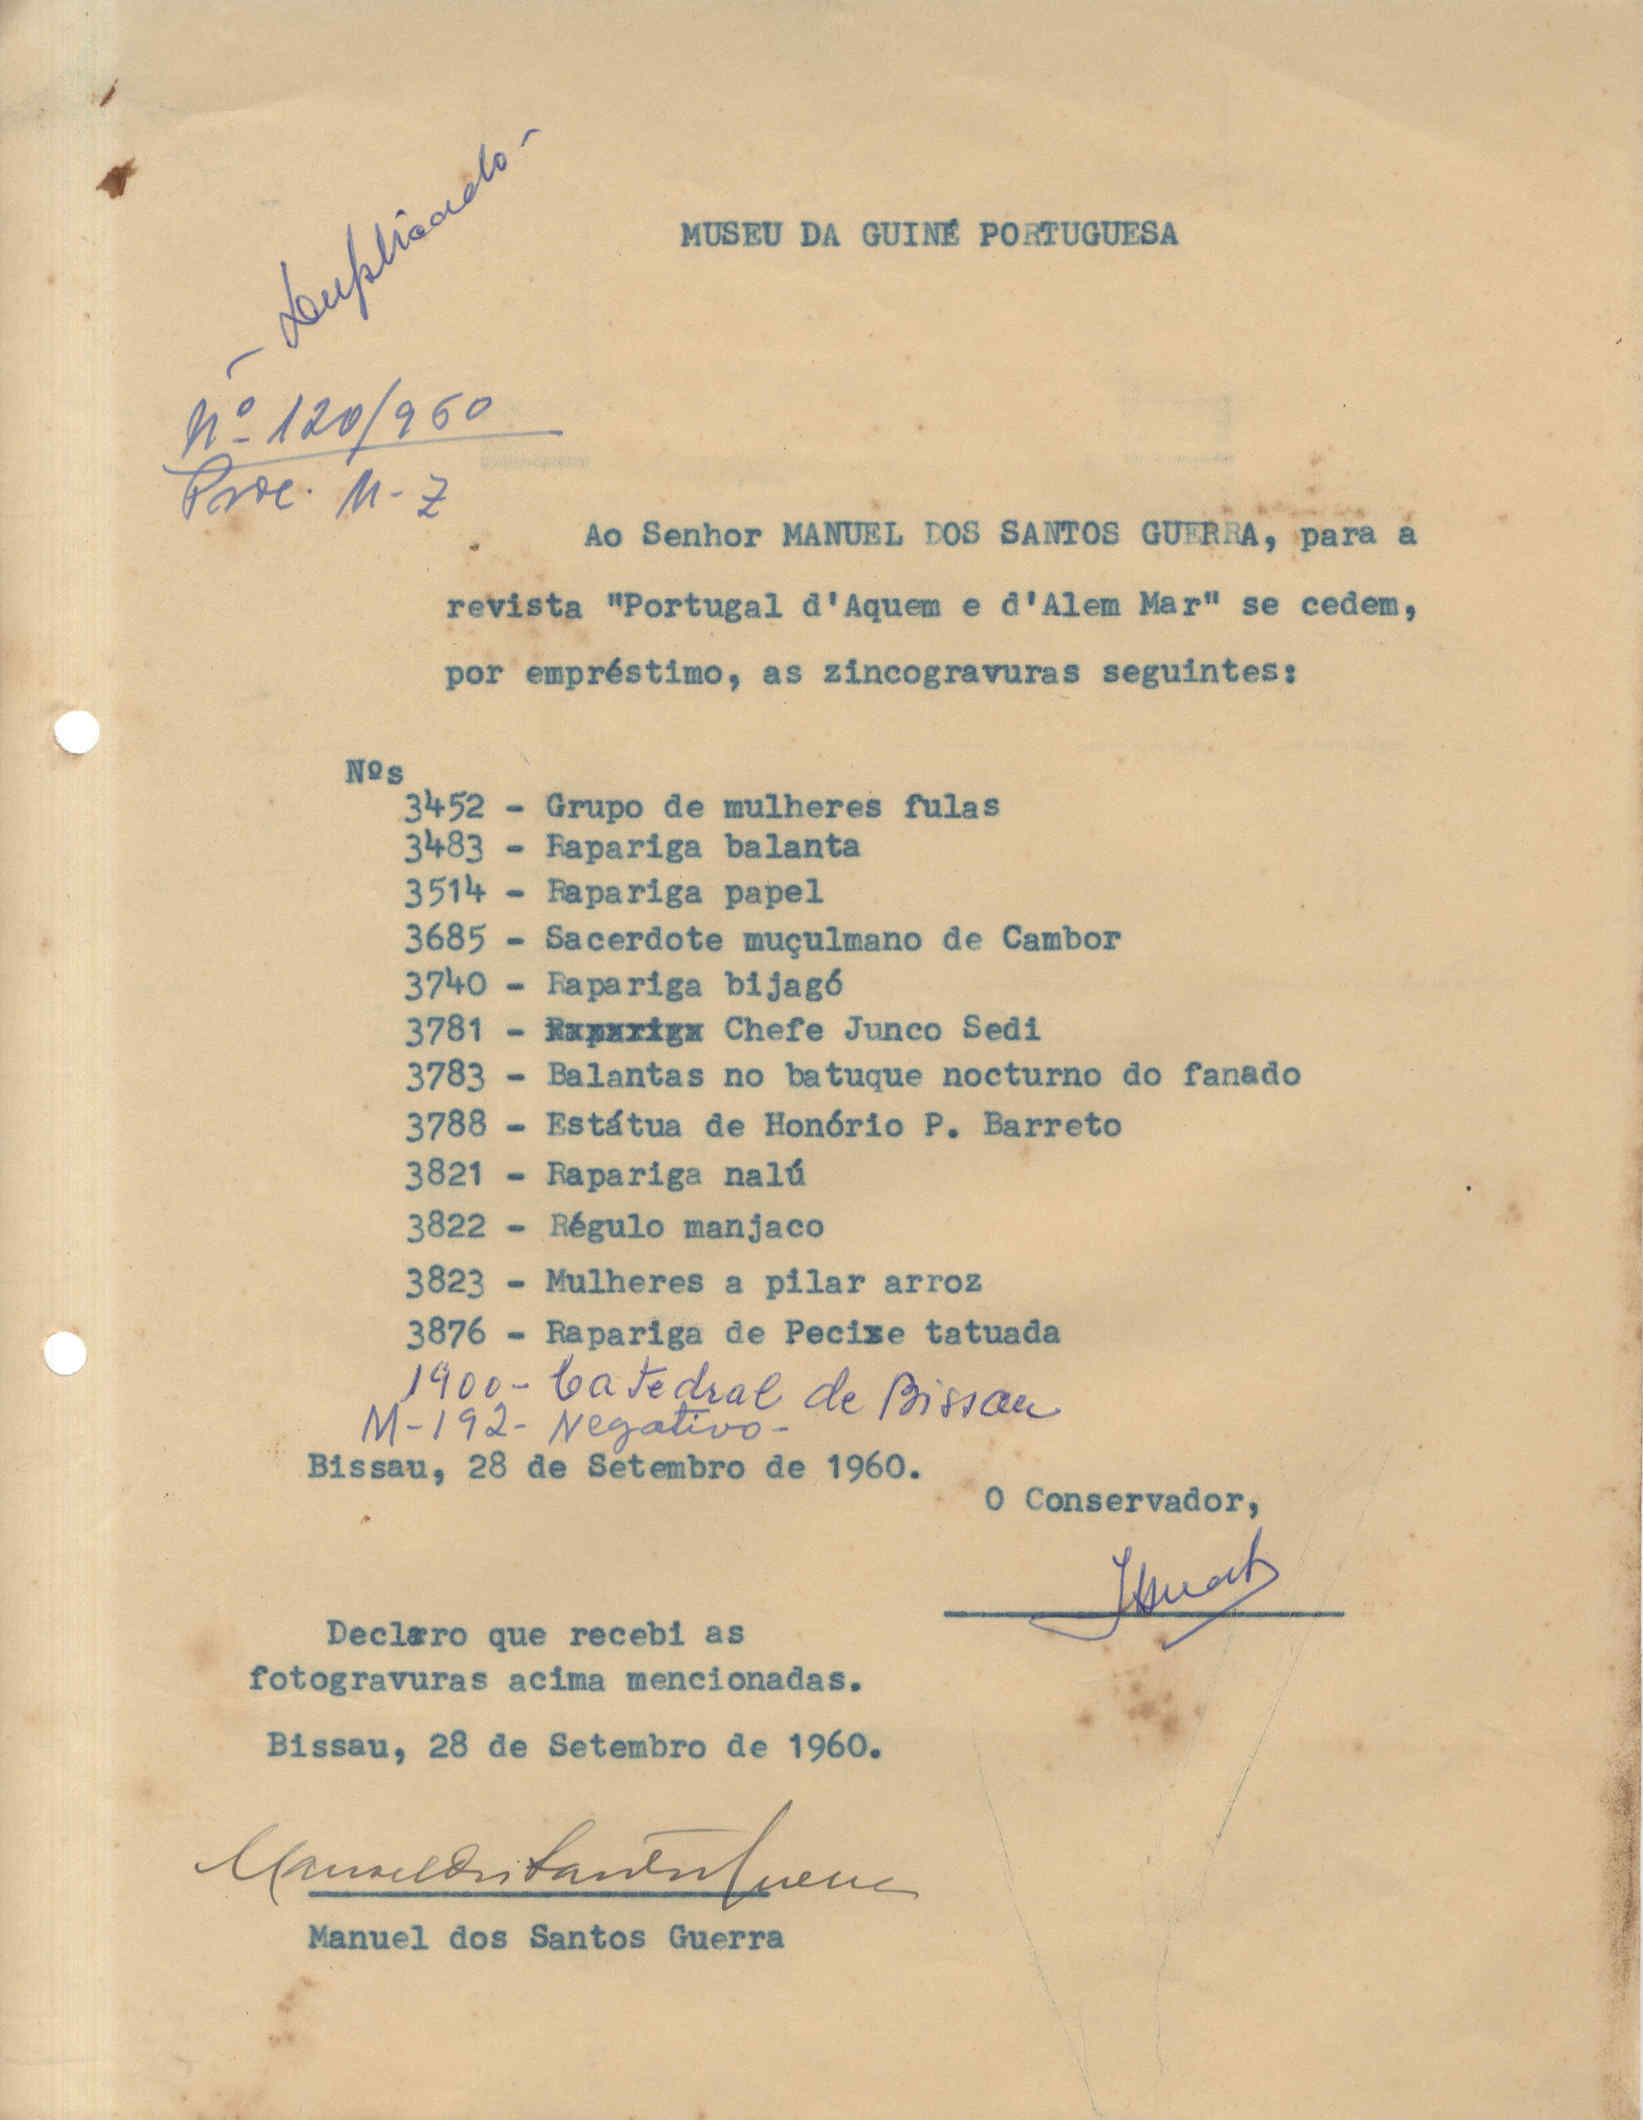 - Duplicado -
MUSEU DA GUINÉ PORTUGUESA
Nº 120/960
Proc. M-Z
Ao Senhor MANUEL DOS SANTOS GUERRA, para a
revista "Portugal d'Aquem e d'Alem Mar" se cedem,
por empréstimo, as zincogravuras seguintes:
Nºs
3452 - Grupo de mulheres fulas
3483 - Rapariga balanta
3514 - Rapariga papel
3685 - Sacerdote muçulmano de Cambor
3740 - Rapariga bijagó
3781 - Rapariga Chefe Junco Sedi
3783 - Balantas no batuque nocturno do fanado
3788 - Estátua de Honório P. Barreto
3821 - Rapariga nalú
3822 - Régulo manjaco
3823 - Mulheres a pilar arroz
3876 - Rapariga de Pecixe tatuada
1900 - Catedral de Bissau
M-192 - Negativo -
Bissau, 28 de Setembro de 1960.
O Conservador,
Declaro que recebi as
fotogravuras acima mencionadas.
Bissau, 28 de Setembro de 1960.
Manuel dos Santos Guerra
Manuel dos Santos Guerra